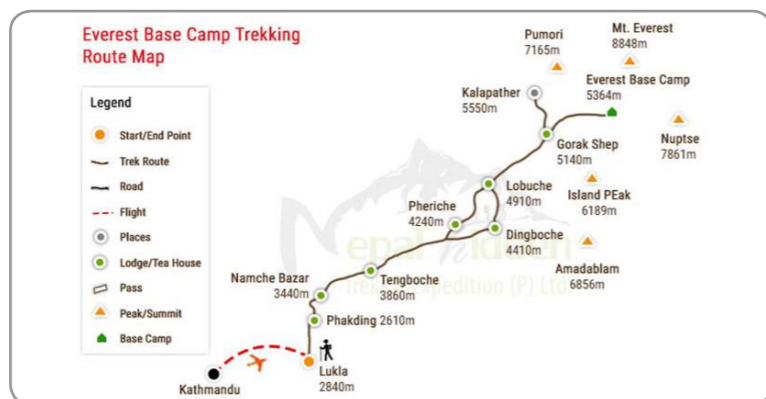 Everest Base Camp Trekking
Route Map
Legend
Start/End Point
Trek Route
Road
Flight
Places
Lodge/Tea House
Pass
Peak/Summit
Base Camp
Pumori
7165m
Mt. Everest
8848m
Kalapather
5550m
Everest Base Camp
5364m
Gorak Shep
5140m
Nuptse
7861m
Lobuche
4910m
Island PEak
6189m
Pheriche
4240m
Dingboche
4410m
Amadablam
6856m
Namche Bazar
3440m
Tengboche
3860m
Phakding 2610m
Lukla
2840m
Kathmandu